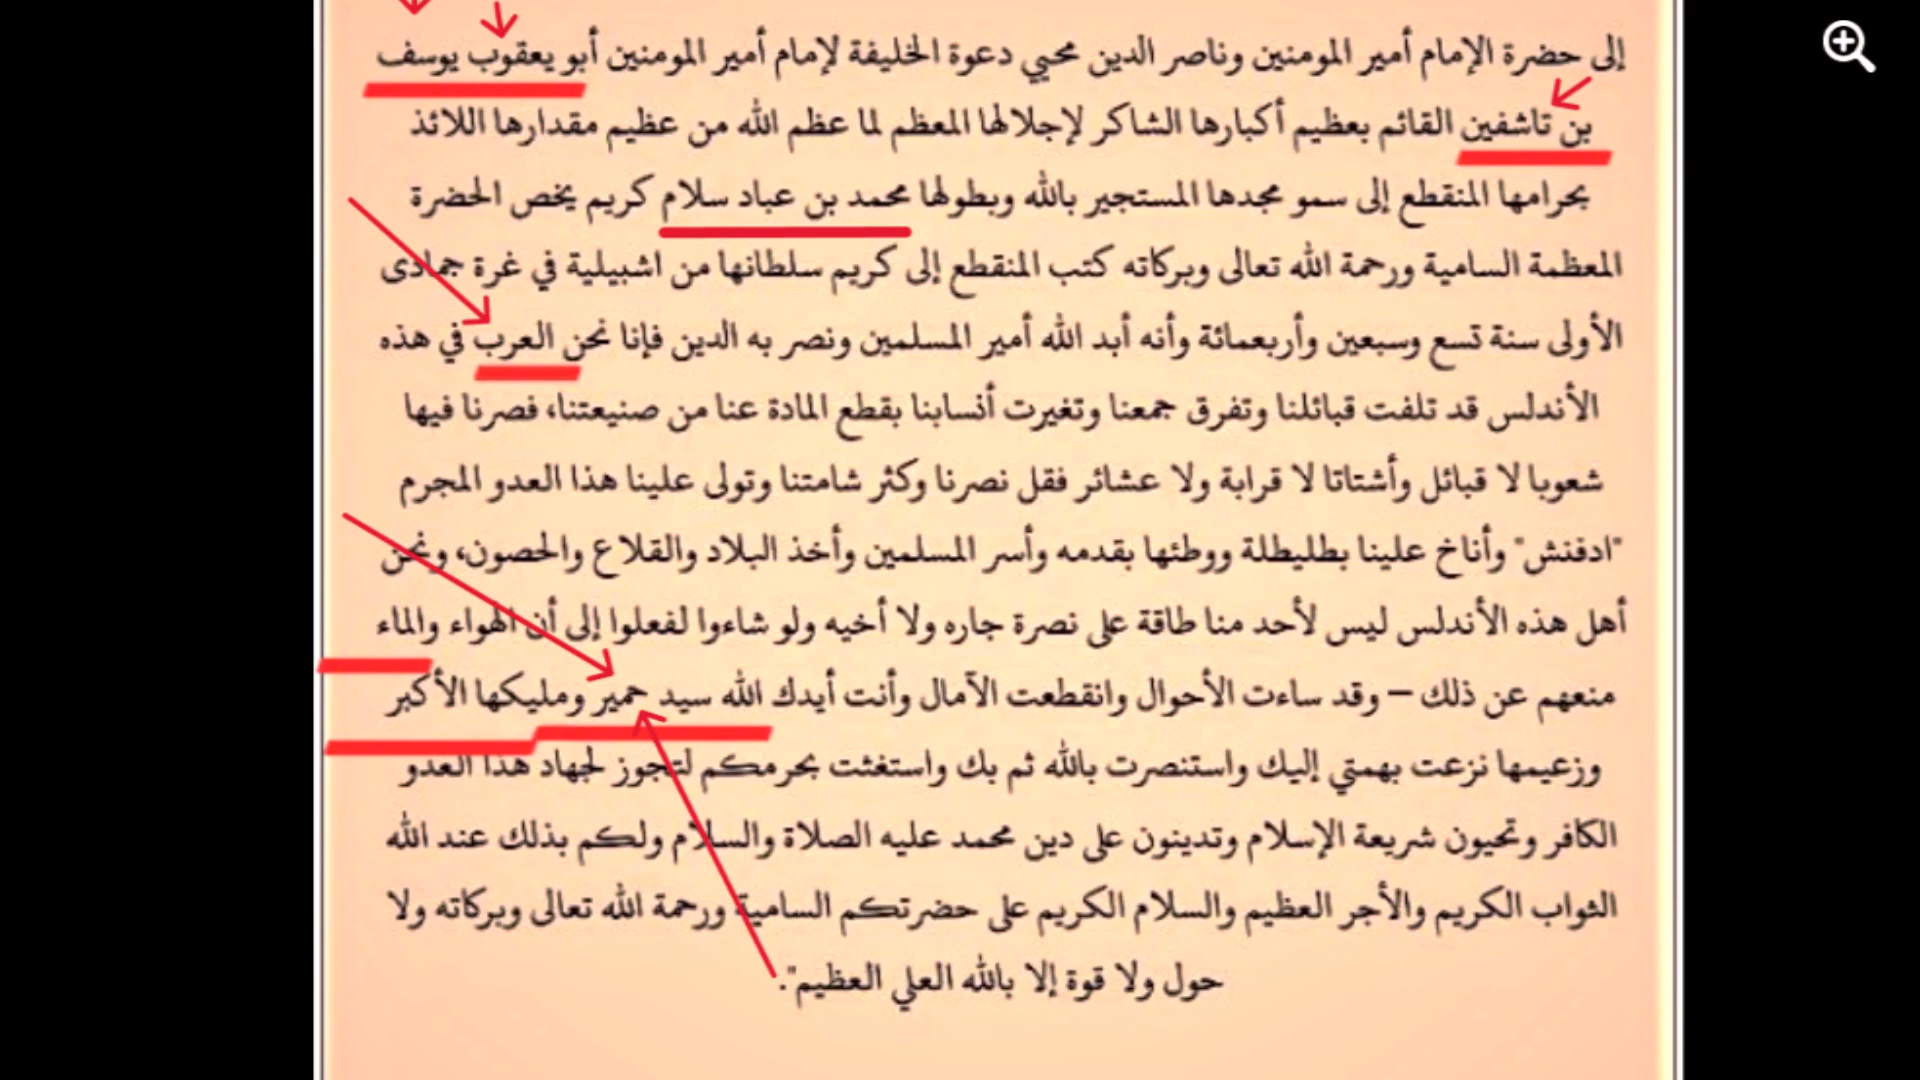 إلى حضرة الإمام أمير المومنين وناصر الدين محيي دعوة الخليفة لإمام أمير المومنين أبو يعقوب يوسف
بن تاشفين القائم بعظيم أكبارها الشاكر لإجلالها المعظم لما عظم الله من عظيم مقدارها اللائذ
بحرامها المنقطع إلى سمو مجدها المستجير بالله وبطولها محمد بن عباد سلام كريم يخص الحضرة
المعظمة السامية ورحمة الله تعالى وبركاته كتب المنقطع إلى كريم سلطانها من اشبيلية في غرة جمادى
الأولى سنة تسع وسبعين وأربعمائة وأنه أبد الله أمير المسلمين ونصر به الدين فإنا نحن العرب في هذه
الأندلس قد تلفت قبائلنا وتفرق جمعنا وتغيرت أنسابنا بقطع المادة عنا من صنيعتنا، فصرنا فيها
شعوبا لا قبائل وأشتاتا لا قرابة ولا عشائر فقل نصرنا وكثر شامتنا وتولى علينا هذا العدو المجرم
"ادفنش" وأناخ علينا بطليطلة ووطئها بقدمه وأسر المسلمين وأخذ البلاد والقلاع والحصون، ونحن
أهل هذه الأندلس ليس لأحد منا طاقة على نصرة جاره ولا أخيه ولو شاءوا لفعلوا إلى أن الهواء والماء
منعهم عن ذلك – وقد ساءت الأحوال وانقطعت الآمال وأنت أيدك الله سيد حمير ومليكها الأكبر
وزعيمها نزعت بهمتي إليك واستنصرت بالله ثم بك واستغثت بحرمكم لتجوز لجهاد هذا العدو
الكافر وتحيون شريعة الإسلام وتدينون على دين محمد عليه الصلاة والسلام ولكم بذلك عند الله
الثواب الكريم والأجر العظيم والسلام الكريم على حضرتكم السامية ورحمة الله تعالى وبركاته ولا
حول ولا قوة إلا بالله العلي العظيم".